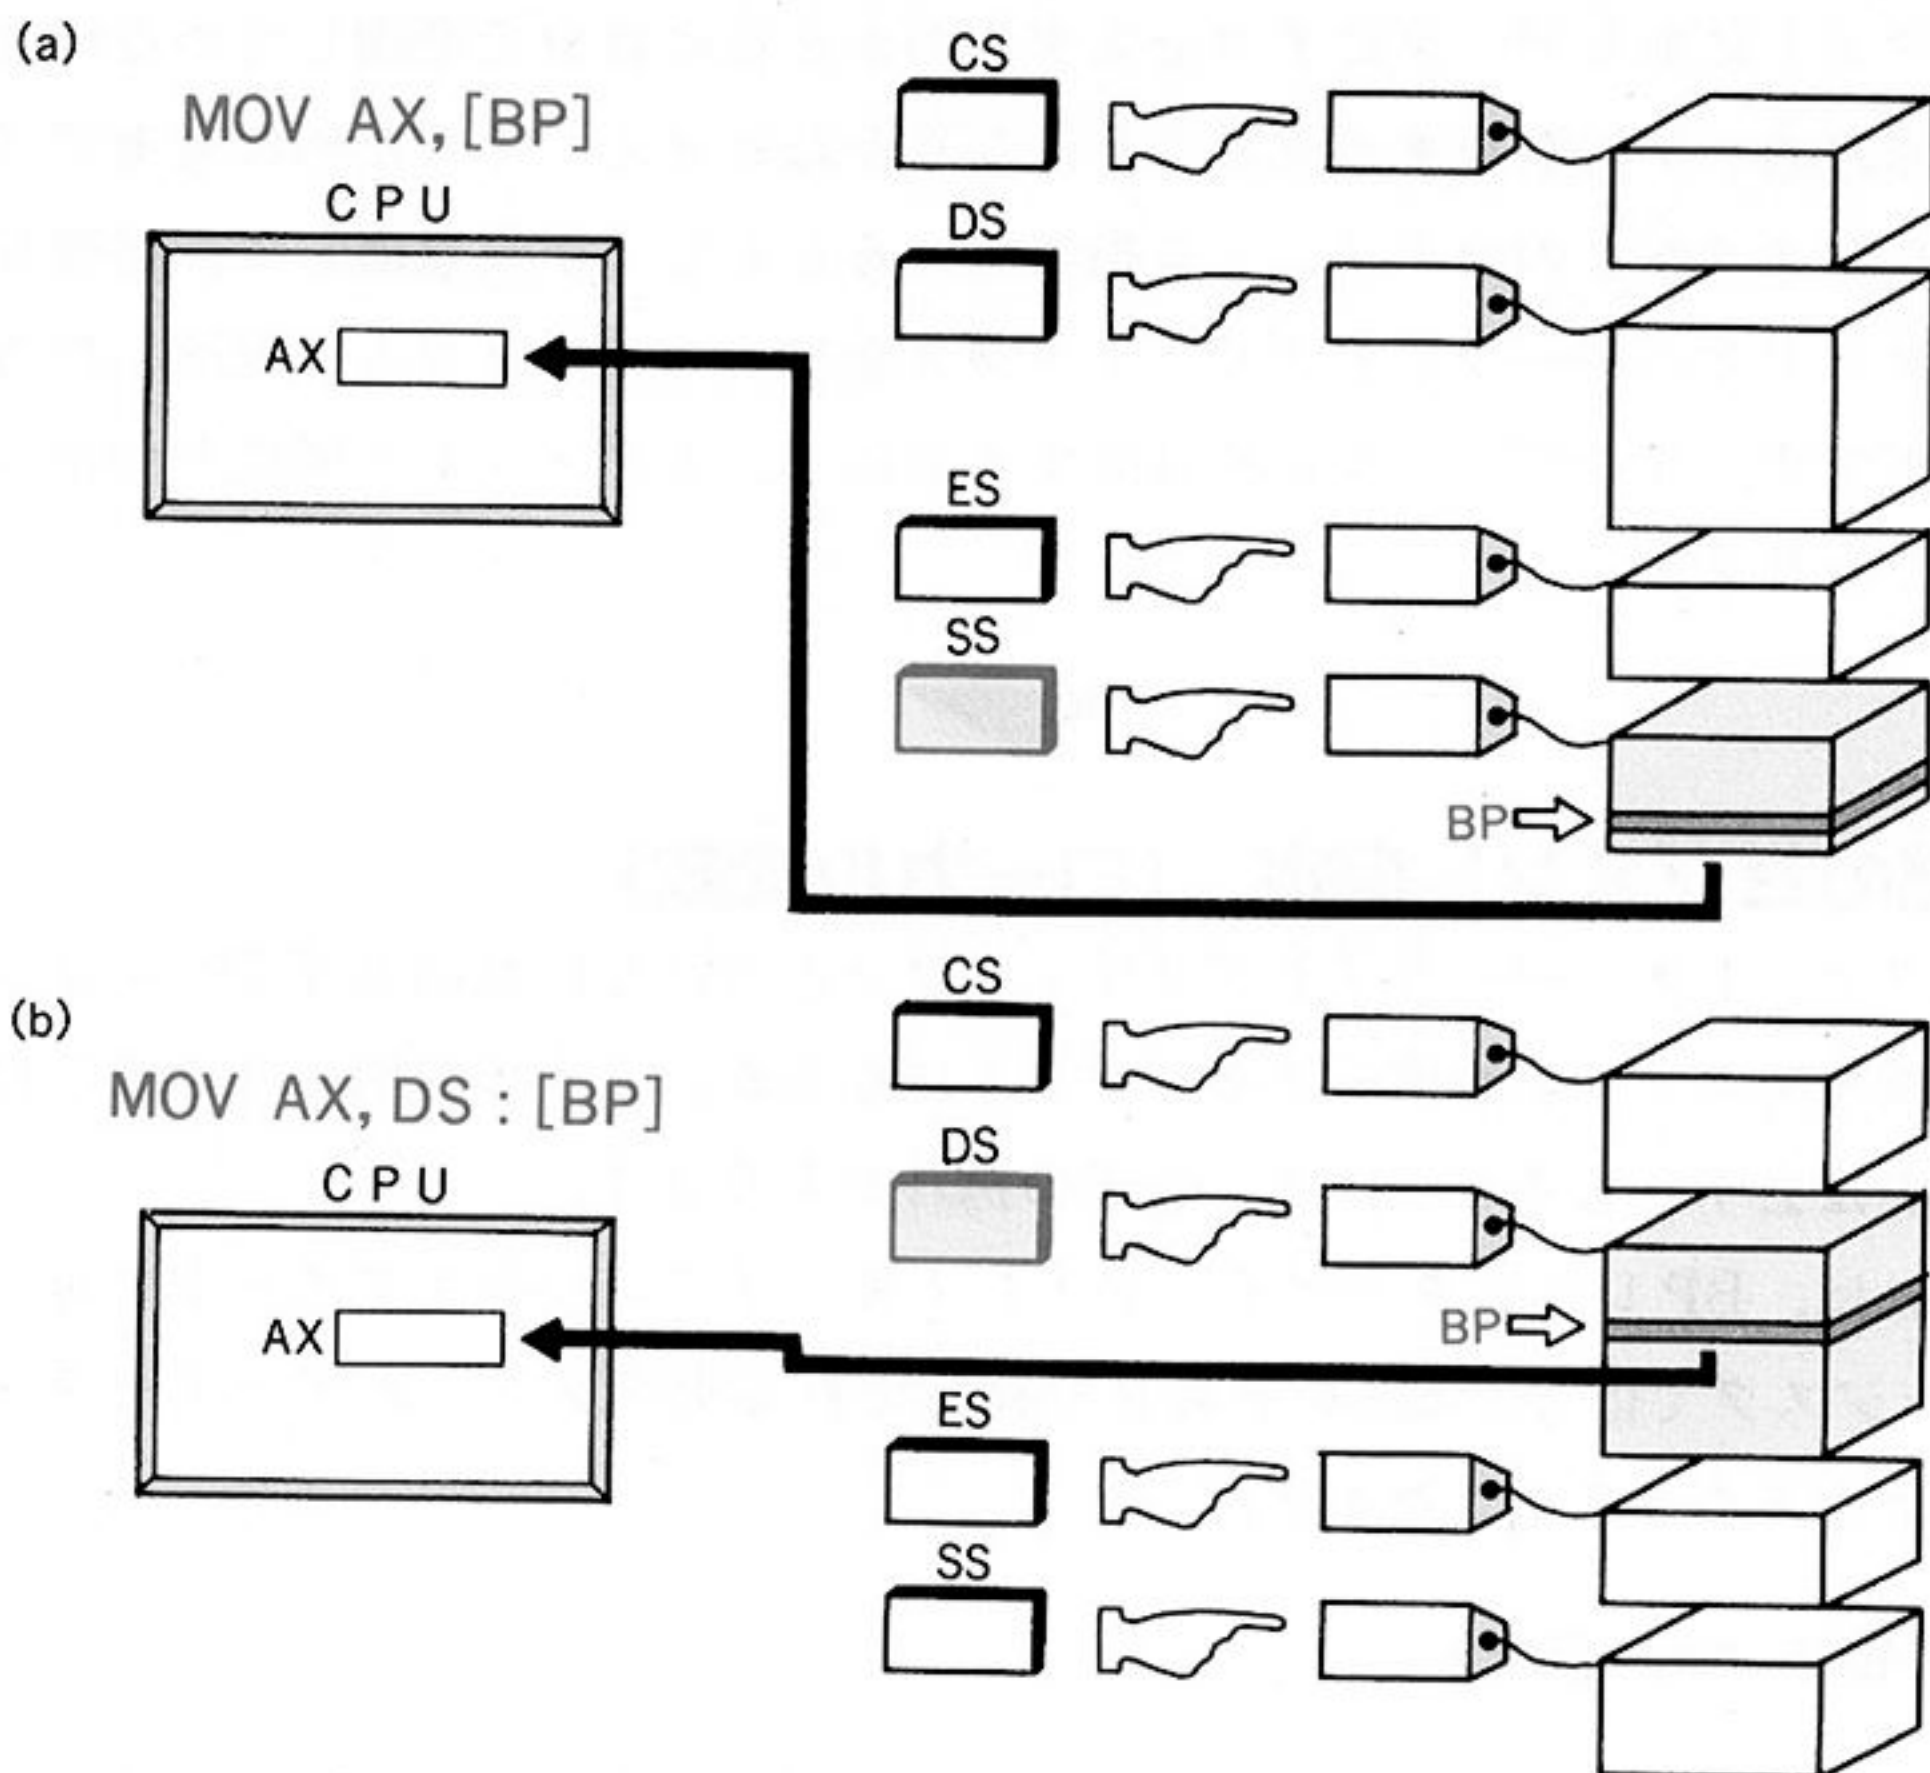 (a)
MOV AX, [BP]
CPU
AX
CS
DS
ES
SS
BP
(b)
MOV AX, DS : [BP]
CPU
AX
CS
DS
BP
ES
SS